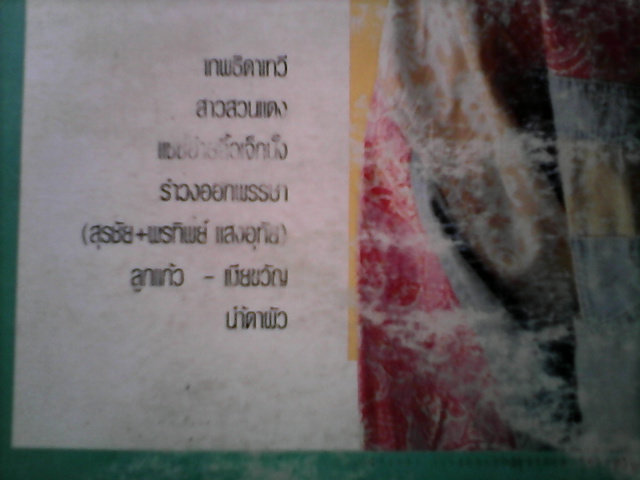 เทพธิดาเทวี
สาวสวนแตง
รำวงออกพรรษา
(สุรชัย+พรทิพย์ แสงอุทัย)
ลูกแก้ว - เมียขวัญ
น้ำตาผัว